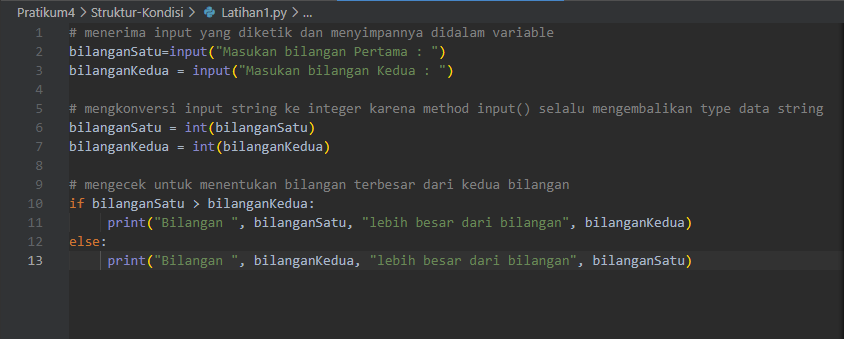 Pratikum4 > Struktur-Kondisi > Latihan1.py > ...
1 # menerima input yang diketik dan menyimpannya didalam variable
2 bilanganSatu=input("Masukan bilangan Pertama : ")
3 bilanganKedua = input("Masukan bilangan Kedua : ")
4
5 # mengkonversi input string ke integer karena method input() selalu mengembalikan type data string
6 bilanganSatu = int(bilanganSatu)
7 bilanganKedua = int(bilanganKedua)
8
9 # mengecek untuk menentukan bilangan terbesar dari kedua bilangan
10 if bilanganSatu > bilanganKedua:
11 print("Bilangan ", bilanganSatu, "lebih besar dari bilangan", bilanganKedua)
12 else:
13 print("Bilangan ", bilanganKedua, "lebih besar dari bilangan", bilanganSatu)